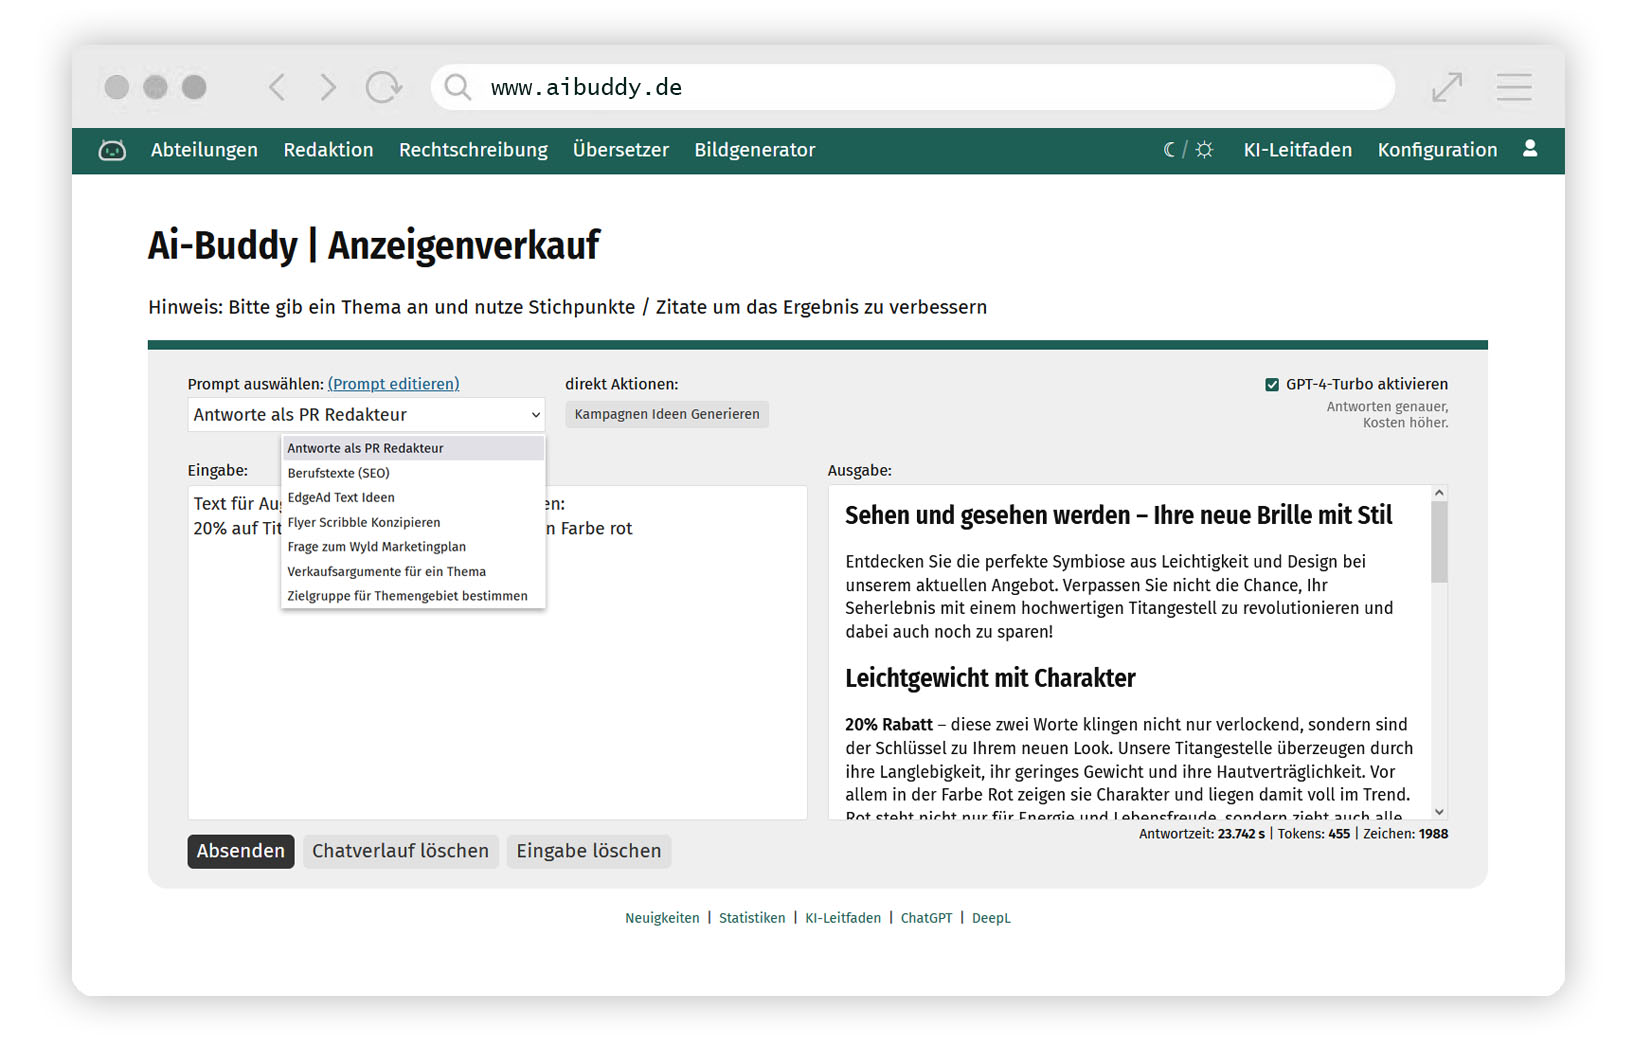 www.aibuddy.de
Abteilungen Redaktion Rechtschreibung Übersetzer Bildgenerator / KI-Leitfaden Konfiguration
Ai-Buddy | Anzeigenverkauf
Hinweis: Bitte gib ein Thema an und nutze Stichpunkte / Zitate um das Ergebnis zu verbessern
Prompt auswählen: (Prompt editieren)
Antworte als PR Redakteur
direkt Aktionen:
Kampagnen Ideen Generieren
GPT-4-Turbo aktivieren
Antworten genauer,
Kosten höher.
Antworte als PR Redakteur
Berufstexte (SEO)
EdgeAd Text Ideen
Flyer Scribble Konzipieren
Frage zum Wyld Marketingplan
Verkaufsargumente für ein Thema
Zielgruppe für Themengebiet bestimmen
Eingabe:
Text für
20% auf Farbe rot
Ausgabe:
Sehen und gesehen werden – Ihre neue Brille mit Stil
Entdecken Sie die perfekte Symbiose aus Leichtigkeit und Design bei
unserem aktuellen Angebot. Verpassen Sie nicht die Chance, Ihr
Seherlebnis mit einem hochwertigen Titangestell zu revolutionieren und
dabei auch noch zu sparen!
Leichtgewicht mit Charakter
20% Rabatt – diese zwei Worte klingen nicht nur verlockend, sondern sind
der Schlüssel zu Ihrem neuen Look. Unsere Titangestelle überzeugen durch
ihre Langlebigkeit, ihr geringes Gewicht und ihre Hautverträglichkeit. Vor
allem in der Farbe Rot zeigen sie Charakter und liegen damit voll im Trend.
Rot steht nicht nur für Energie und Lebensfreude, sondern zieht auch alle
Antwortzeit: 23.742 s | Tokens: 455 | Zeichen: 1988
Absenden Chatverlauf löschen Eingabe löschen
Neuigkeiten | Statistiken | KI-Leitfaden | ChatGPT | DeepL